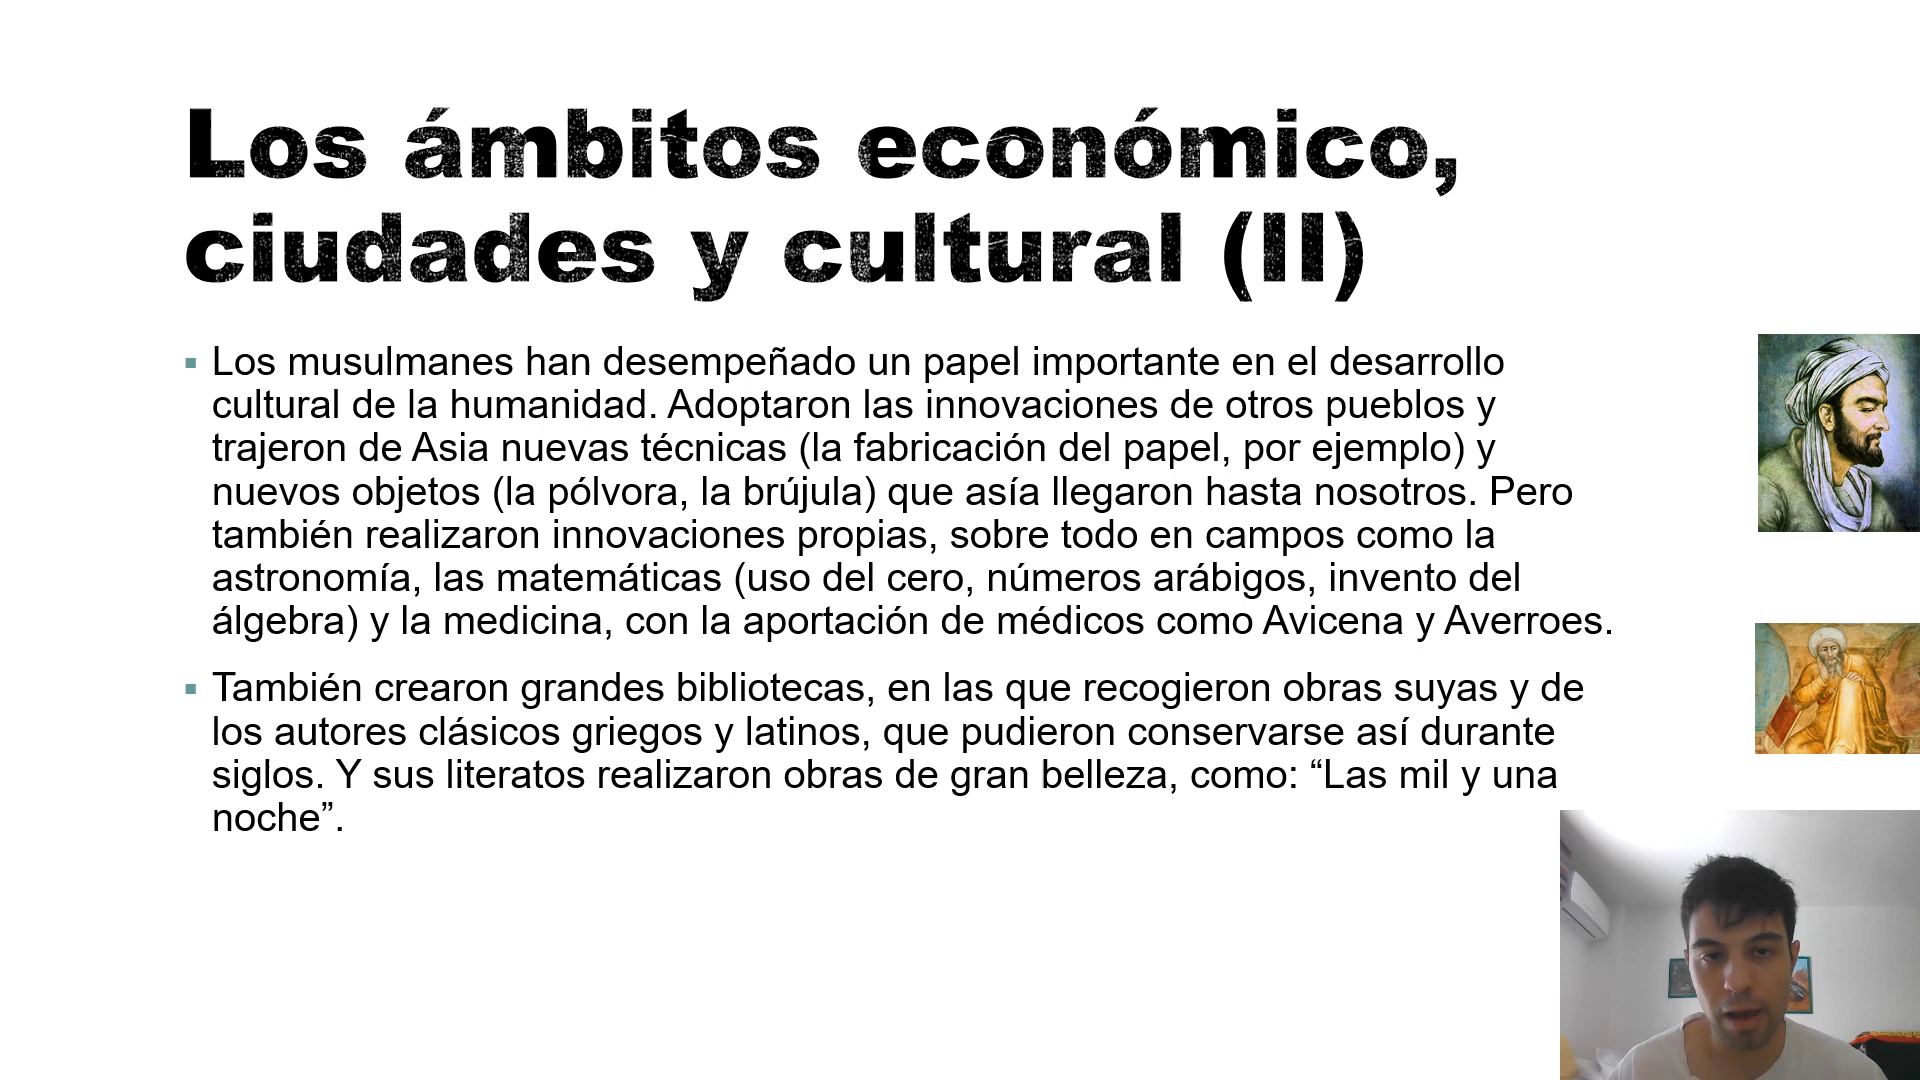 Los ámbitos económico,
ciudades y cultural (II)
Los musulmanes han desempeñado un papel importante en el desarrollo
cultural de la humanidad. Adoptaron las innovaciones de otros pueblos y
trajeron de Asia nuevas técnicas (la fabricación del papel, por ejemplo) y
nuevos objetos (la pólvora, la brújula) que asía llegaron hasta nosotros. Pero
también realizaron innovaciones propias, sobre todo en campos como la
astronomía, las matemáticas (uso del cero, números arábigos, invento del
álgebra) y la medicina, con la aportación de médicos como Avicena y Averroes.
También crearon grandes bibliotecas, en las que recogieron obras suyas y de
los autores clásicos griegos y latinos, que pudieron conservarse así durante
siglos. Y sus literatos realizaron obras de gran belleza, como: “Las mil y una
noche”.